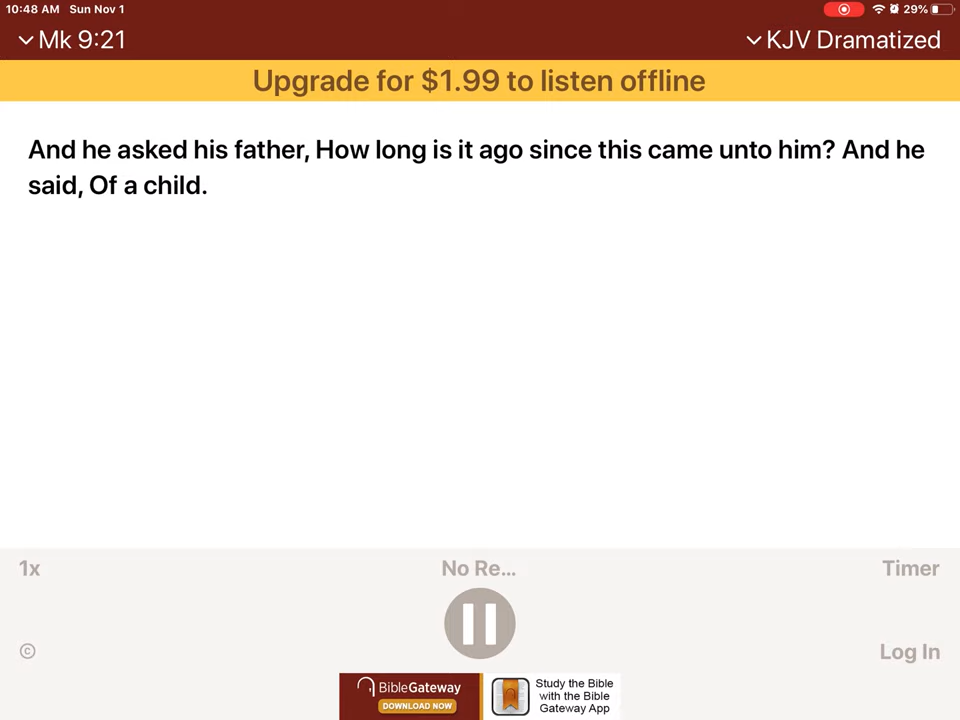 10:48 AM Sun Nov 1
29%
Mk 9:21
KJV Dramatized
Upgrade for $1.99 to listen offline
And he asked his father, How long is it ago since this came unto him? And he
said, Of a child.
1x
No Re...
Timer
©
Log In
BibleGateway
DOWNLOAD NOW
Study the Bible
with the Bible
Gateway App